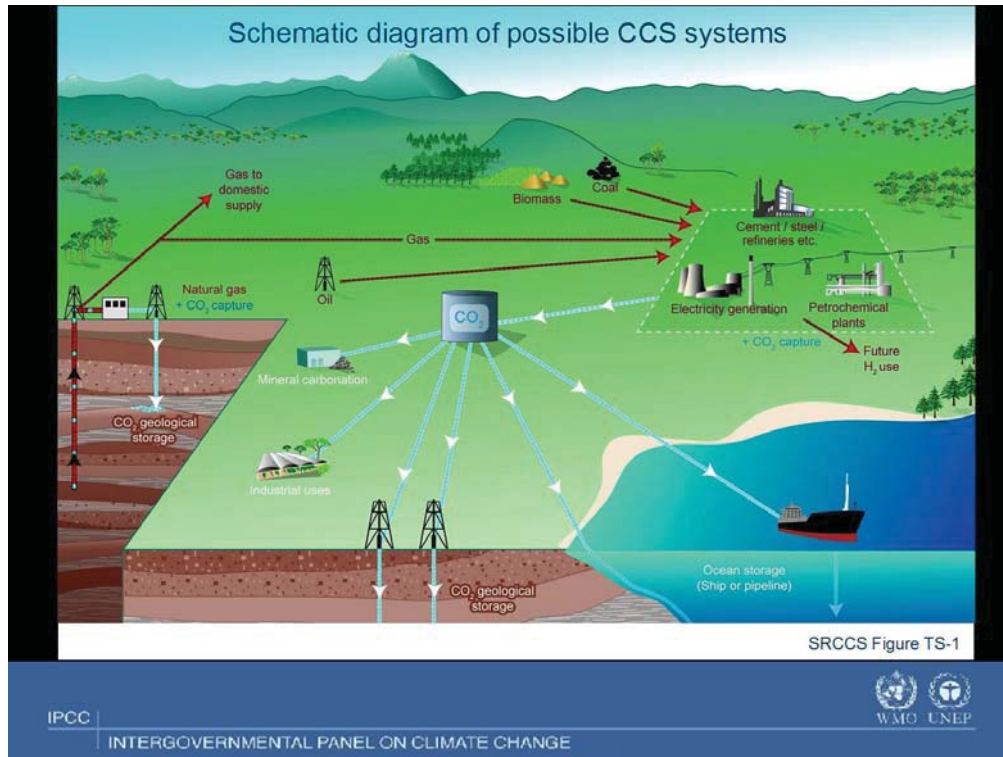 Schematic diagram of possible CCS systems
Gas to
domestic
supply
Coal
Biomass
Cement / steel /
refineries etc.
Gas
Natural gas
+ CO₂ capture
Oil
Electricity generation
Petrochemical
plants
CO₂
+ CO₂ capture
Future
H₂ use
Mineral carbonation
CO₂ geological
storage
Industrial uses
Ocean storage
(Ship or pipeline)
CO₂ geological
storage
SRCCS Figure TS-1
IPCC
INTERGOVERNMENTAL PANEL ON CLIMATE CHANGE
WMO UNEP